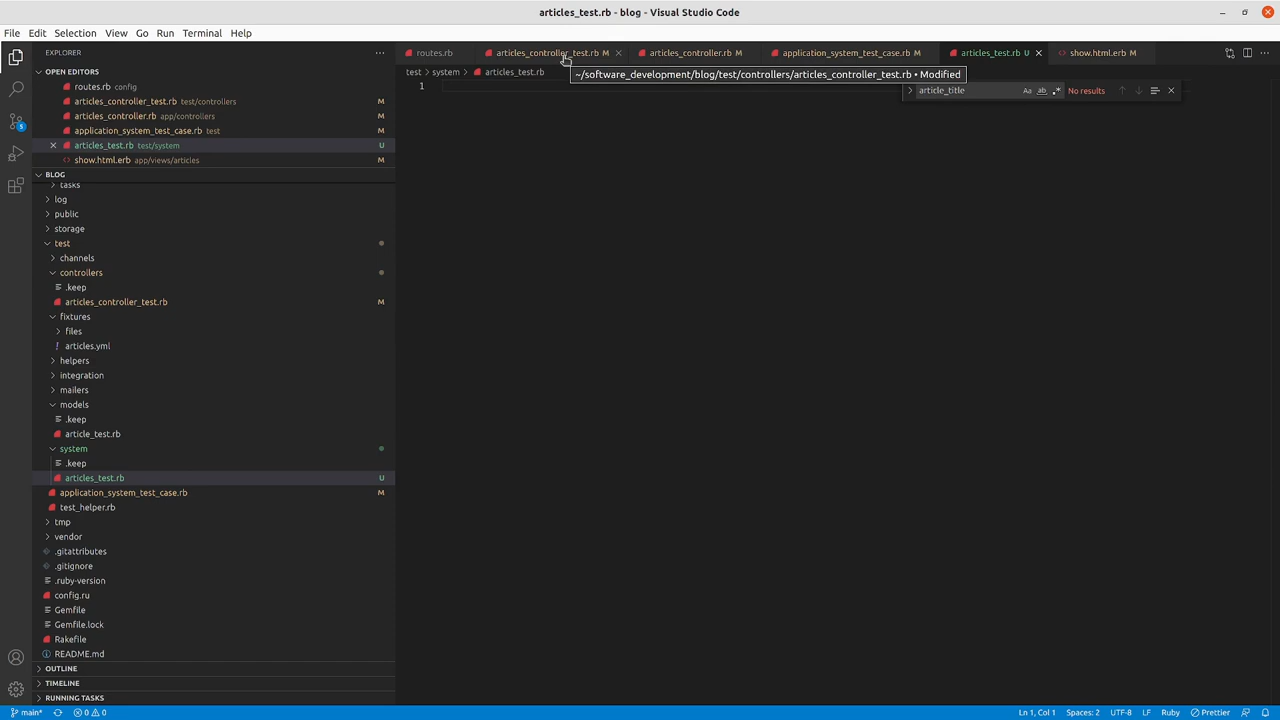 articles_test.rb - blog - Visual Studio Code
File Edit Selection View Go Run Terminal Help
EXPLORER
routes.rb
articles_controller_test.rb M
articles_controller.rb M
application_system_test_case.rb M
articles_test.rb U
show.html.erb M
OPEN EDITORS
test > system > articles_test.rb
~/software_development/blog/test/controllers/articles_controller_test.rb • Modified
routes.rb config
1
article_title
Aa ab .*
No results
articles_controller_test.rb test/controllers M
articles_controller.rb app/controllers M
application_system_test_case.rb test M
articles_test.rb test/system U
show.html.erb app/views/articles M
5
BLOG
tasks
log
public
storage
test
channels
controllers
.keep
articles_controller_test.rb M
fixtures
files
! articles.yml
helpers
integration
mailers
models
.keep
article_test.rb
system
.keep
articles_test.rb U
application_system_test_case.rb M
test_helper.rb
tmp
vendor
.gitattributes
.gitignore
.ruby-version
config.ru
Gemfile
Gemfile.lock
Rakefile
README.md
OUTLINE
TIMELINE
RUNNING TASKS
main* 0 0
Ln 1, Col 1 Spaces: 2 UTF-8 LF Ruby Prettier